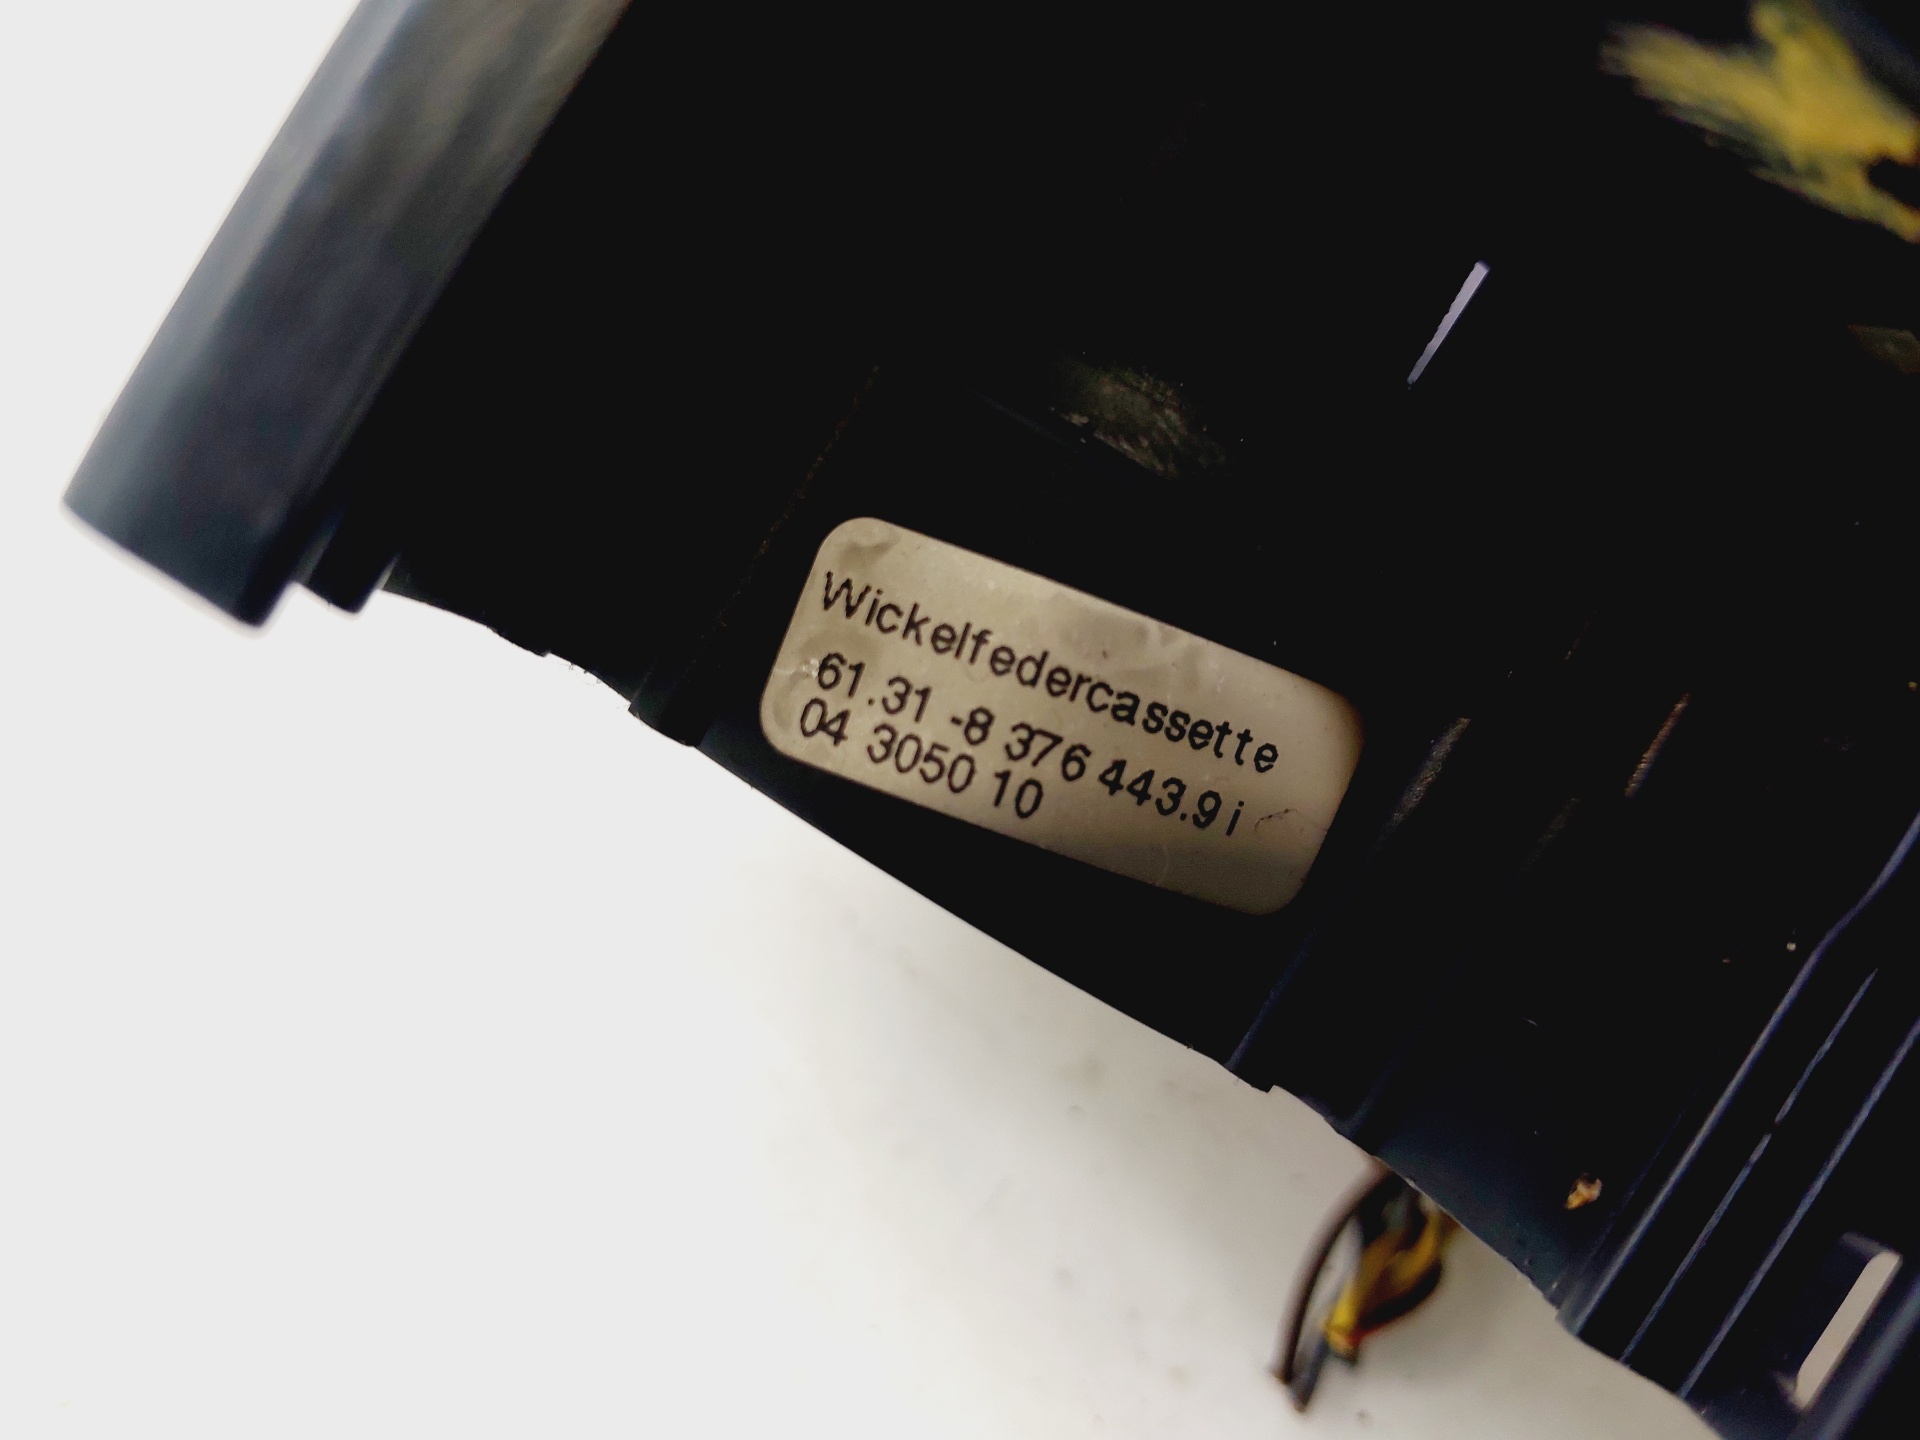 Wickelfedercassette
61.31 -8 376 443.9 i
04 3050 10